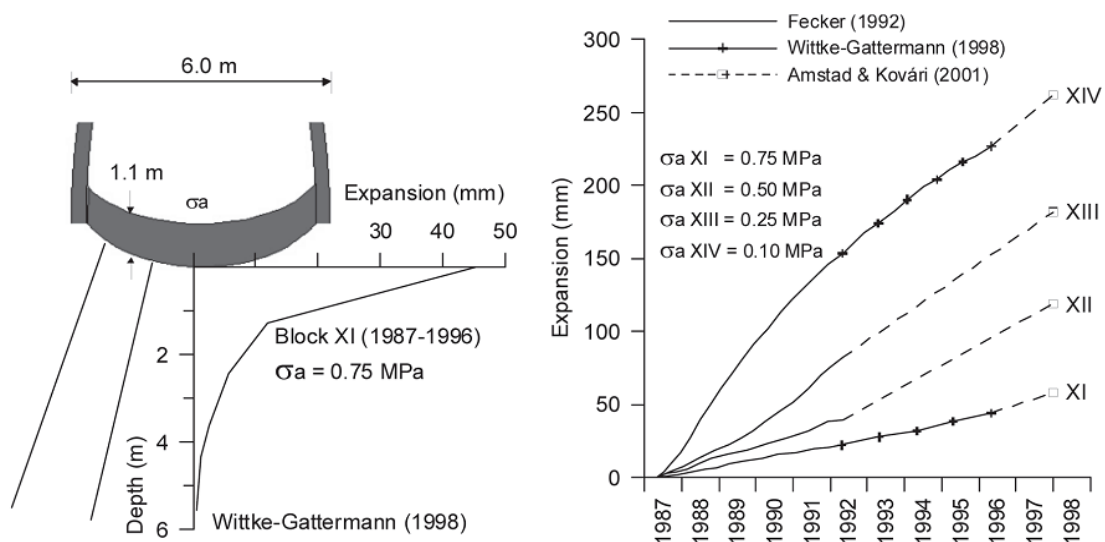 6.0 m
1.1 m
σa
Expansion (mm)
30
40
50
Block XI (1987-1996)
σa = 0.75 MPa
2
4
6
Depth (m)
Wittke-Gattermann (1998)
Fecker (1992)
Wittke-Gattermann (1998)
Amstad & Kovári (2001)
Expansion (mm)
300
250
200
150
100
50
0
σa XI = 0.75 MPa
σa XII = 0.50 MPa
σa XIII = 0.25 MPa
σa XIV = 0.10 MPa
XIV
XIII
XII
XI
1987
1988
1989
1990
1991
1992
1993
1994
1995
1996
1997
1998